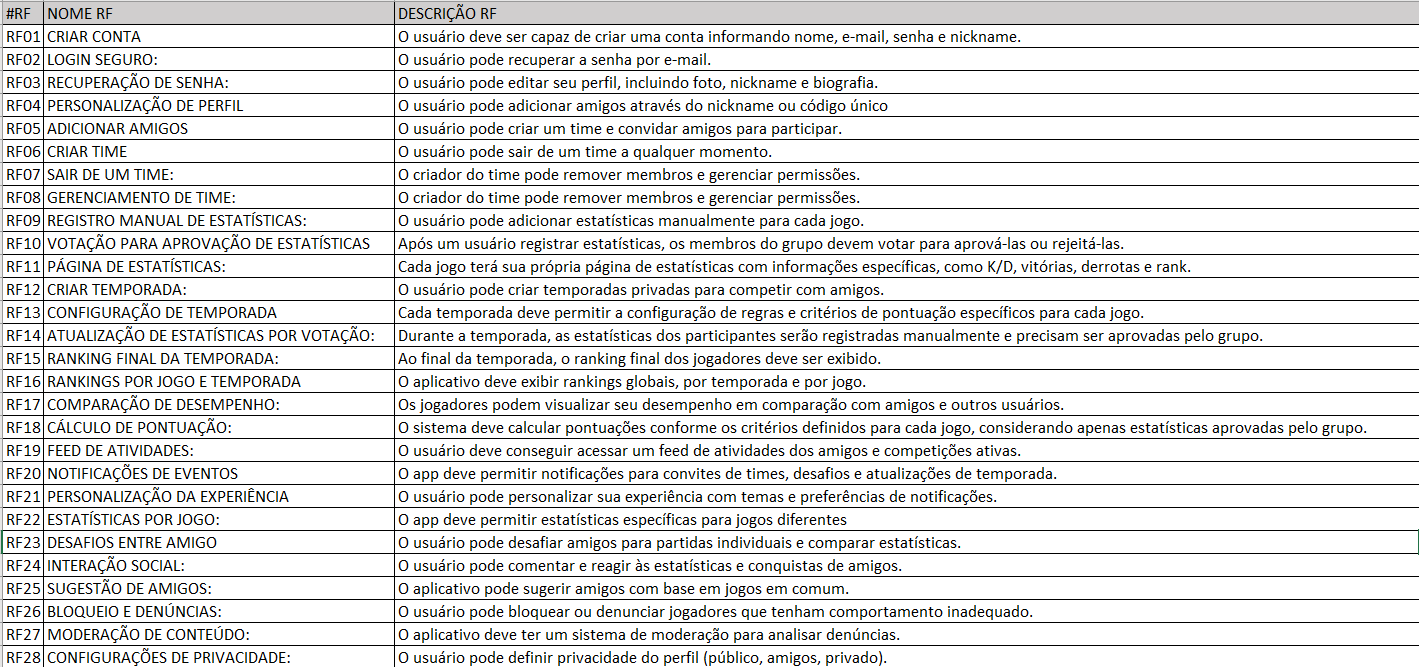 #RF NOME RF DESCRIÇÃO RF
RF01 CRIAR CONTA O usuário deve ser capaz de criar uma conta informando nome, e-mail, senha e nickname.
RF02 LOGIN SEGURO: O usuário pode recuperar a senha por e-mail.
RF03 RECUPERAÇÃO DE SENHA: O usuário pode editar seu perfil, incluindo foto, nickname e biografia.
RF04 PERSONALIZAÇÃO DE PERFIL O usuário pode adicionar amigos através do nickname ou código único
RF05 ADICIONAR AMIGOS O usuário pode criar um time e convidar amigos para participar.
RF06 CRIAR TIME O usuário pode sair de um time a qualquer momento.
RF07 SAIR DE UM TIME: O criador do time pode remover membros e gerenciar permissões.
RF08 GERENCIAMENTO DE TIME: O criador do time pode remover membros e gerenciar permissões.
RF09 REGISTRO MANUAL DE ESTATÍSTICAS: O usuário pode adicionar estatísticas manualmente para cada jogo.
RF10 VOTAÇÃO PARA APROVAÇÃO DE ESTATÍSTICAS Após um usuário registrar estatísticas, os membros do grupo devem votar para aprová-las ou rejeitá-las.
RF11 PÁGINA DE ESTATÍSTICAS: Cada jogo terá sua própria página de estatísticas com informações específicas, como K/D, vitórias, derrotas e rank.
RF12 CRIAR TEMPORADA: O usuário pode criar temporadas privadas para competir com amigos.
RF13 CONFIGURAÇÃO DE TEMPORADA Cada temporada deve permitir a configuração de regras e critérios de pontuação específicos para cada jogo.
RF14 ATUALIZAÇÃO DE ESTATÍSTICAS POR VOTAÇÃO: Durante a temporada, as estatísticas dos participantes serão registradas manualmente e precisam ser aprovadas pelo grupo.
RF15 RANKING FINAL DA TEMPORADA: Ao final da temporada, o ranking final dos jogadores deve ser exibido.
RF16 RANKINGS POR JOGO E TEMPORADA O aplicativo deve exibir rankings globais, por temporada e por jogo.
RF17 COMPARAÇÃO DE DESEMPENHO: Os jogadores podem visualizar seu desempenho em comparação com amigos e outros usuários.
RF18 CÁLCULO DE PONTUAÇÃO: O sistema deve calcular pontuações conforme os critérios definidos para cada jogo, considerando apenas estatísticas aprovadas pelo grupo.
RF19 FEED DE ATIVIDADES: O usuário deve conseguir acessar um feed de atividades dos amigos e competições ativas.
RF20 NOTIFICAÇÕES DE EVENTOS O app deve permitir notificações para convites de times, desafios e atualizações de temporada.
RF21 PERSONALIZAÇÃO DA EXPERIÊNCIA O usuário pode personalizar sua experiência com temas e preferências de notificações.
RF22 ESTATÍSTICAS POR JOGO: O app deve permitir estatísticas específicas para jogos diferentes
RF23 DESAFIOS ENTRE AMIGO O usuário pode desafiar amigos para partidas individuais e comparar estatísticas.
RF24 INTERAÇÃO SOCIAL: O usuário pode comentar e reagir às estatísticas e conquistas de amigos.
RF25 SUGESTÃO DE AMIGOS: O aplicativo pode sugerir amigos com base em jogos em comum.
RF26 BLOQUEIO E DENÚNCIAS: O usuário pode bloquear ou denunciar jogadores que tenham comportamento inadequado.
RF27 MODERAÇÃO DE CONTEÚDO: O aplicativo deve ter um sistema de moderação para analisar denúncias.
RF28 CONFIGURAÇÕES DE PRIVACIDADE: O usuário pode definir privacidade do perfil (público, amigos, privado).